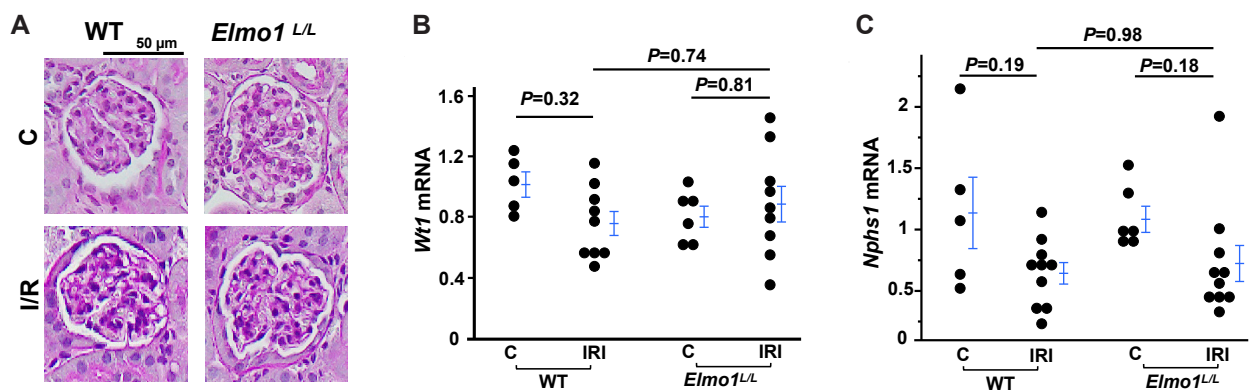 A
WT
Elmo1 L/L
50 µm
C
I/R
B
P=0.74
P=0.32
P=0.81
Wt1 mRNA
1.6
1.2
0.8
0.4
0
C
IRI
C
IRI
WT
Elmo1L/L
C
P=0.98
P=0.19
P=0.18
Nphs1 mRNA
2
1.5
1
0.5
0
C
IRI
C
IRI
WT
Elmo1L/L